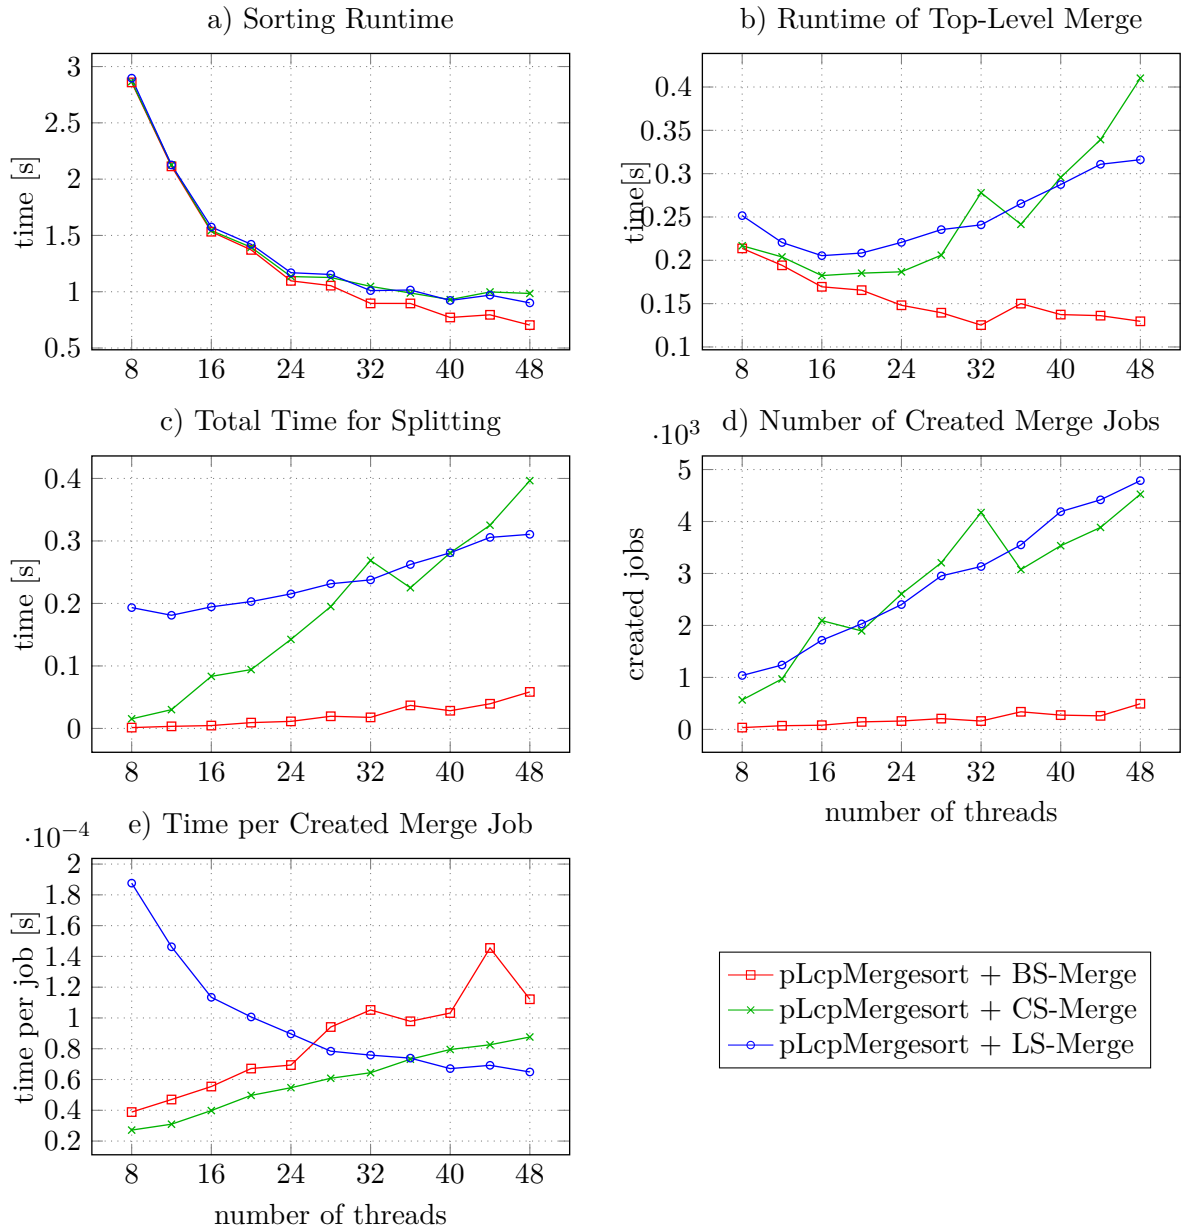 a) Sorting Runtime
time [s]
3
2.5
2
1.5
1
0.5
8 16 24 32 40 48
b) Runtime of Top-Level Merge
time[s]
0.4
0.35
0.3
0.25
0.2
0.15
0.1
8 16 24 32 40 48
c) Total Time for Splitting
time [s]
0.4
0.3
0.2
0.1
0
8 16 24 32 40 48
d) Number of Created Merge Jobs
·10³
created jobs
5
4
3
2
1
0
8 16 24 32 40 48
number of threads
e) Time per Created Merge Job
·10⁻⁴
time per job [s]
2
1.8
1.6
1.4
1.2
1
0.8
0.6
0.4
0.2
8 16 24 32 40 48
number of threads
pLcpMergesort + BS-Merge
pLcpMergesort + CS-Merge
pLcpMergesort + LS-Merge